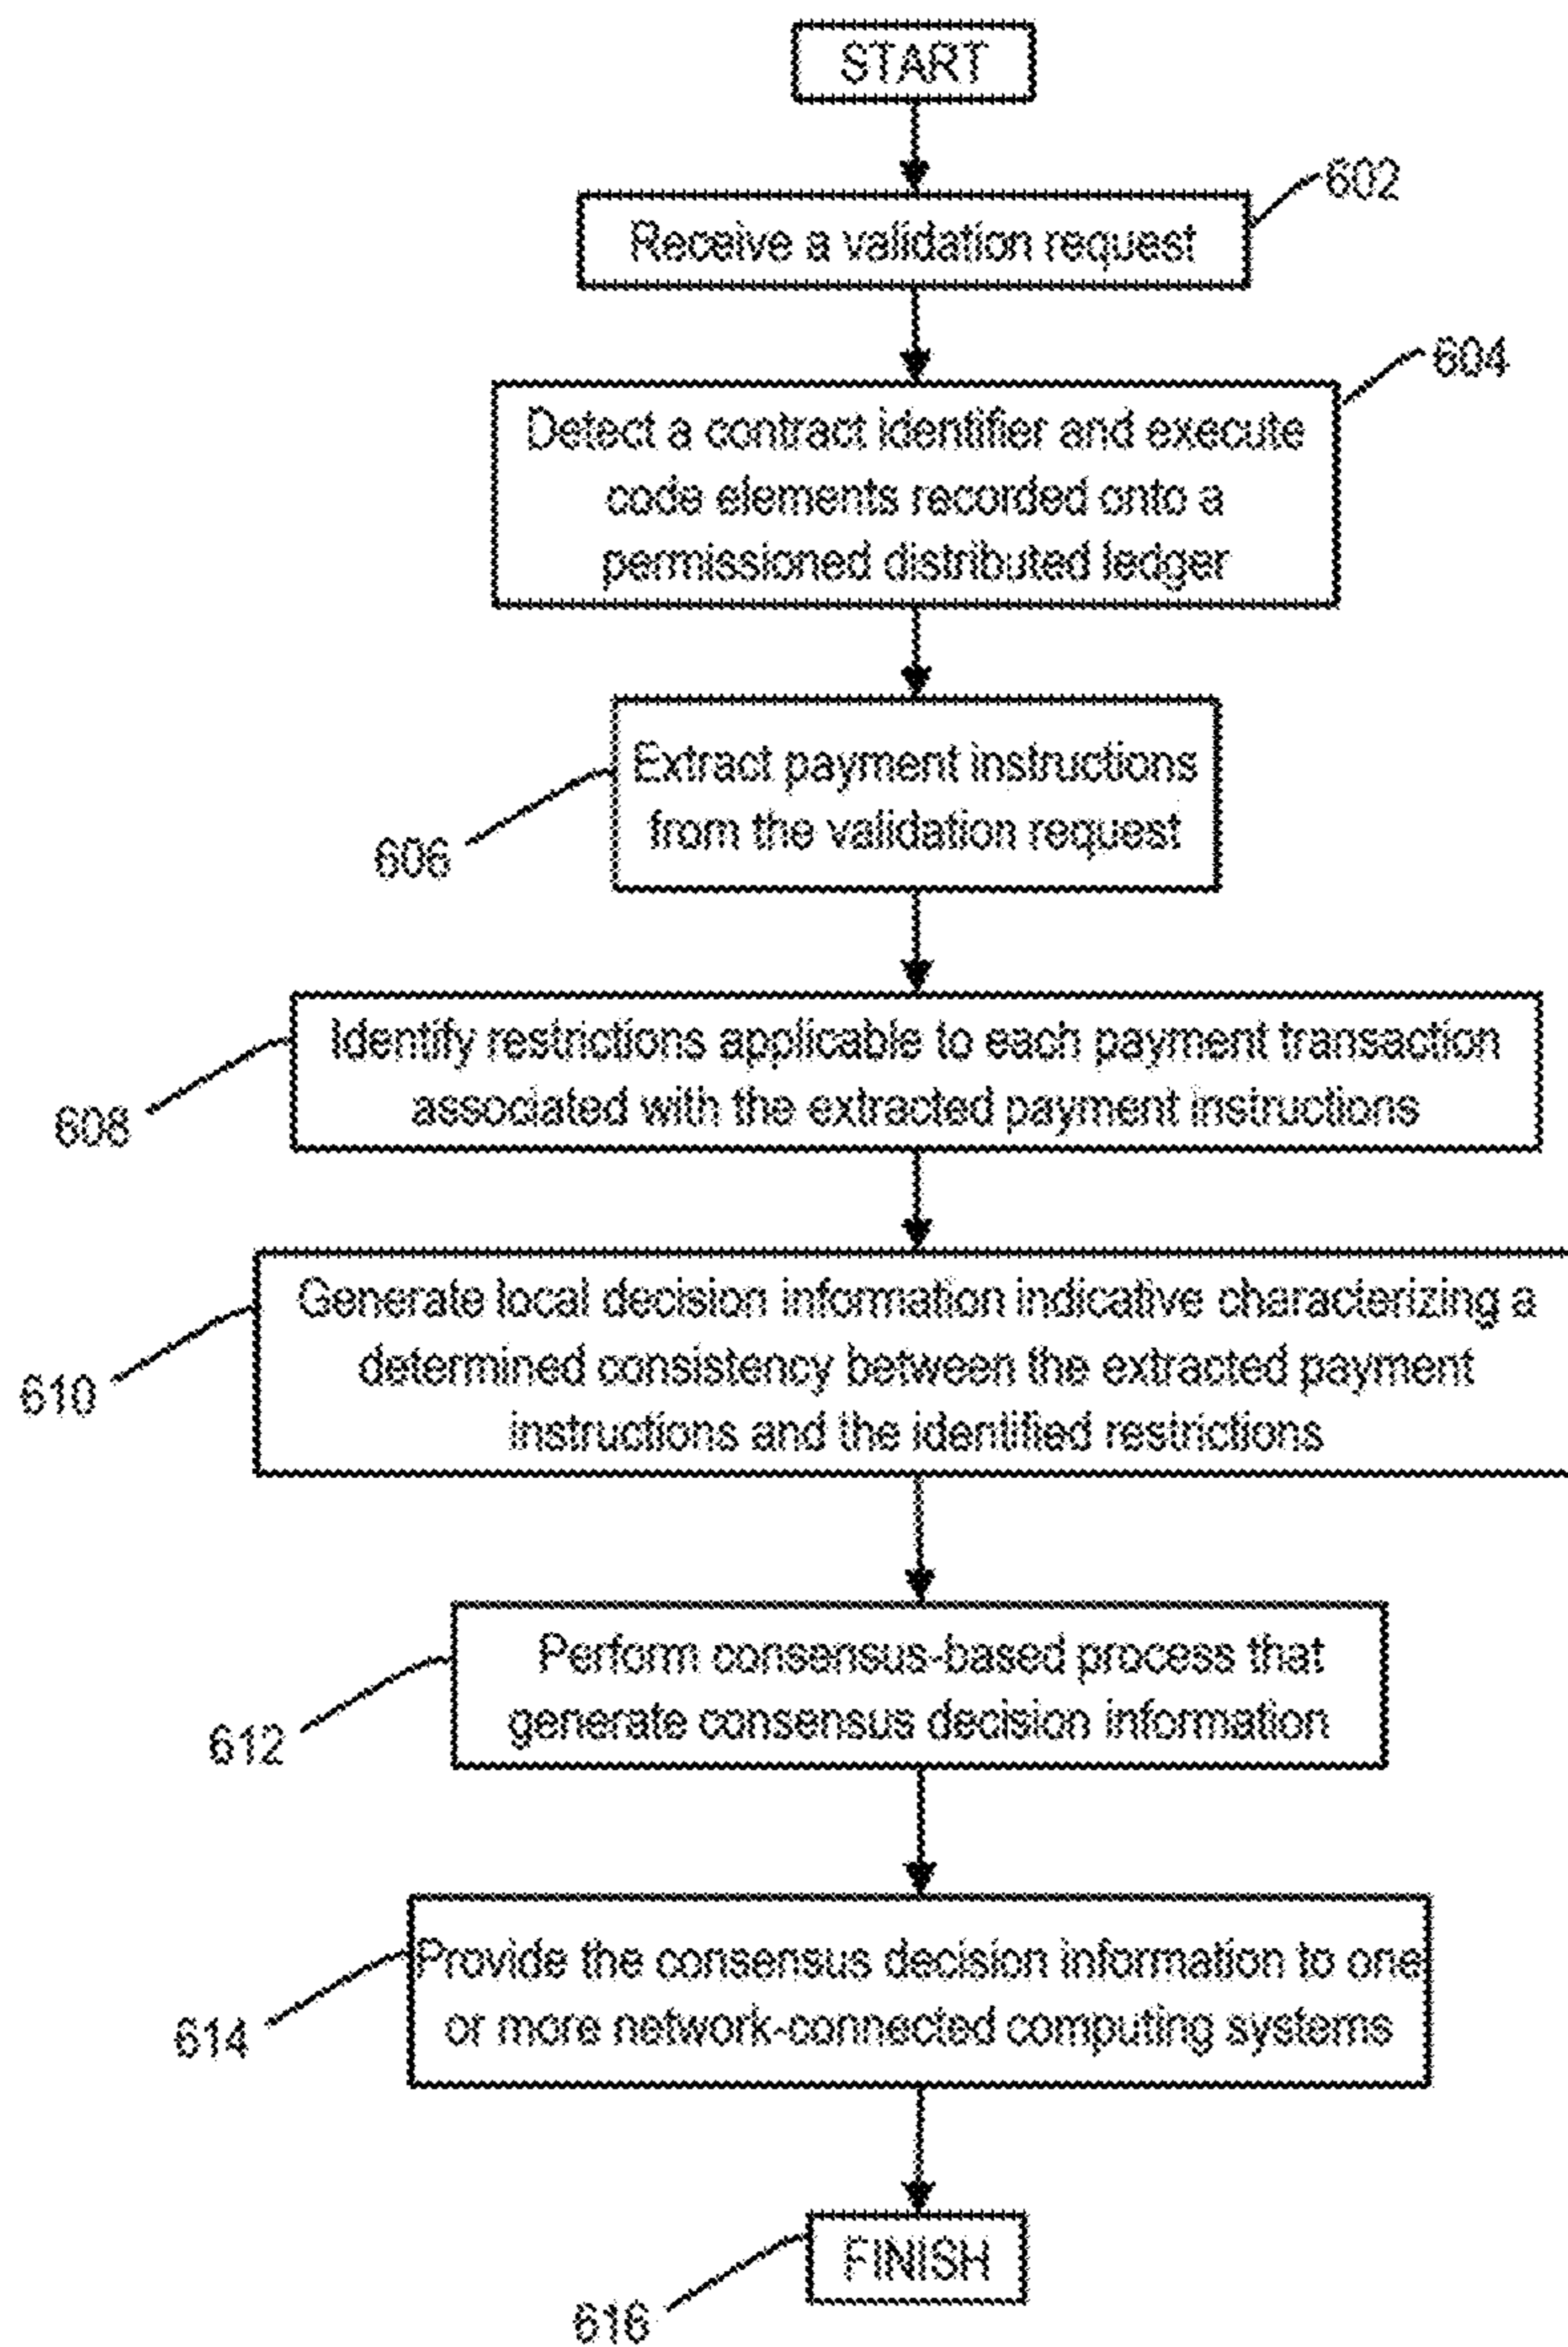 START
602
Receive a validation request
604
Detect a contract identifier and execute
code elements recorded onto a
permissioned distributed ledger
Extract payment instructions
from the validation request
606
Identify restrictions applicable to each payment transaction
associated with the extracted payment instructions
608
Generate local decision information indicative characterizing a
determined consistency between the extracted payment
instructions and the identified restrictions
610
Perform consensus-based process that
generate consensus decision information
612
Provide the consensus decision information to one
or more network-connected computing systems
614
FINISH
616